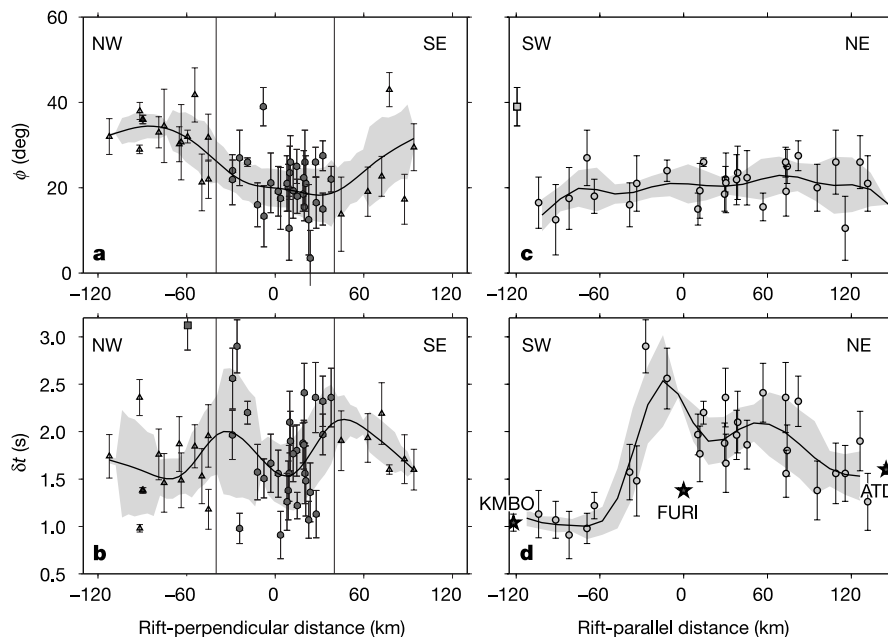 60
40
20
0
ϕ (deg)
NW
SE
a
−120
−60
0
60
120
SW
NE
c
−120
−60
0
60
120
3.0
2.5
2.0
1.5
1.0
0.5
δt (s)
NW
SE
b
−120
−60
0
60
120
Rift-perpendicular distance (km)
SW
NE
KMBO
FURI
ATD
d
−120
−60
0
60
120
Rift-parallel distance (km)